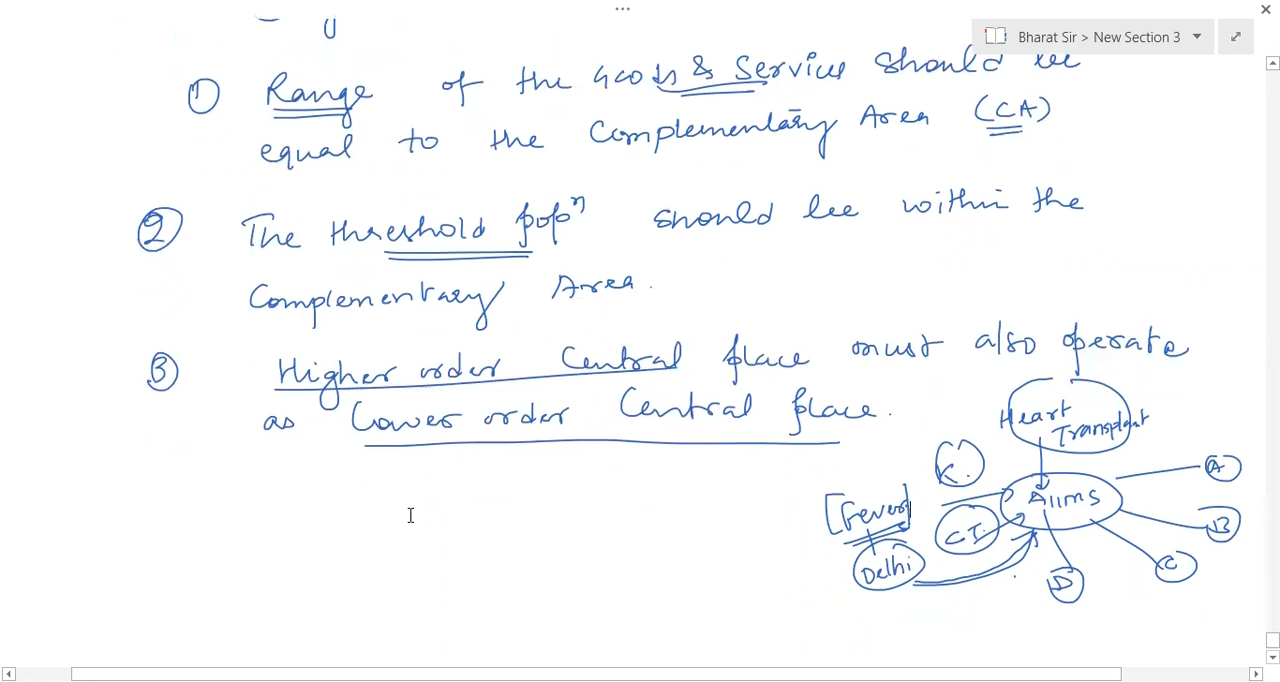 Bharat Sir > New Section 3
① Range of the Goods & Service should be
equal to the Complementary Area (CA)
② The threshold popⁿ should be within the
Complementary Area.
③ Higher order Central place must also operate
as Lower order Central place.
Heart
Transplant
K.
A
[Fever]
AIIMS
C.I.
B
Delhi
C
D